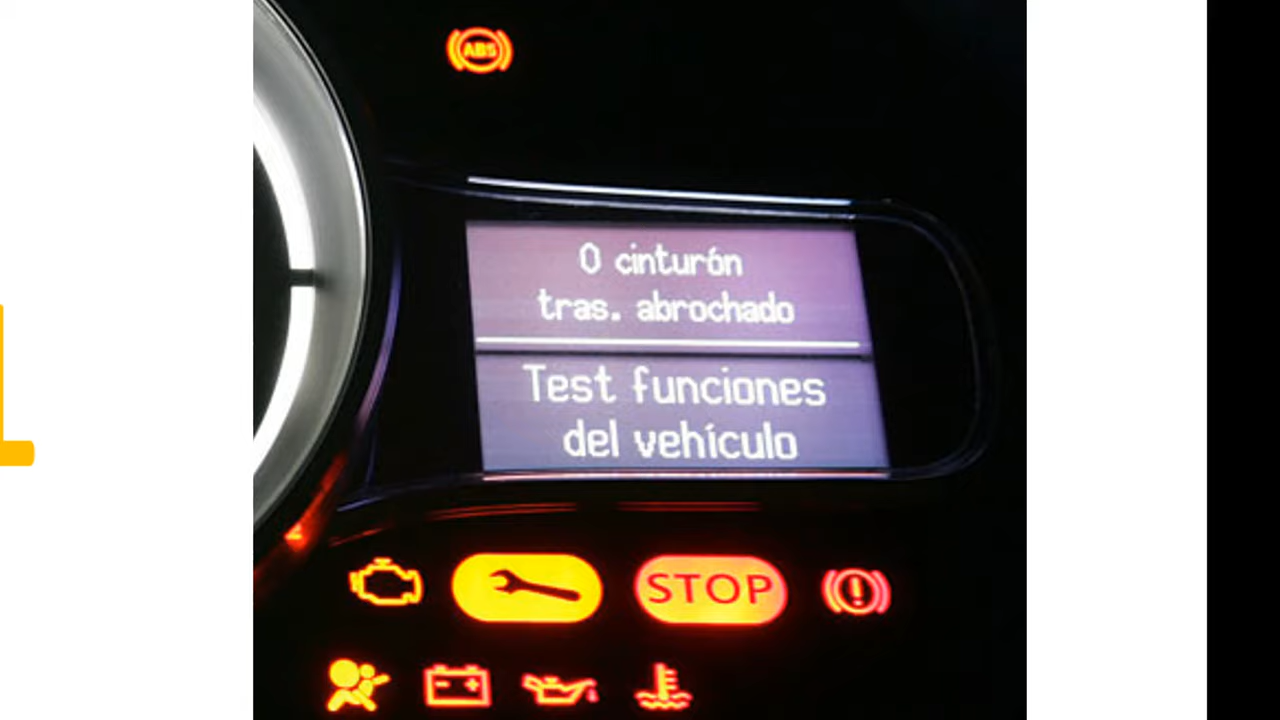 ABS
0 cinturón
tras. abrochado
Test funciones
del vehículo
STOP